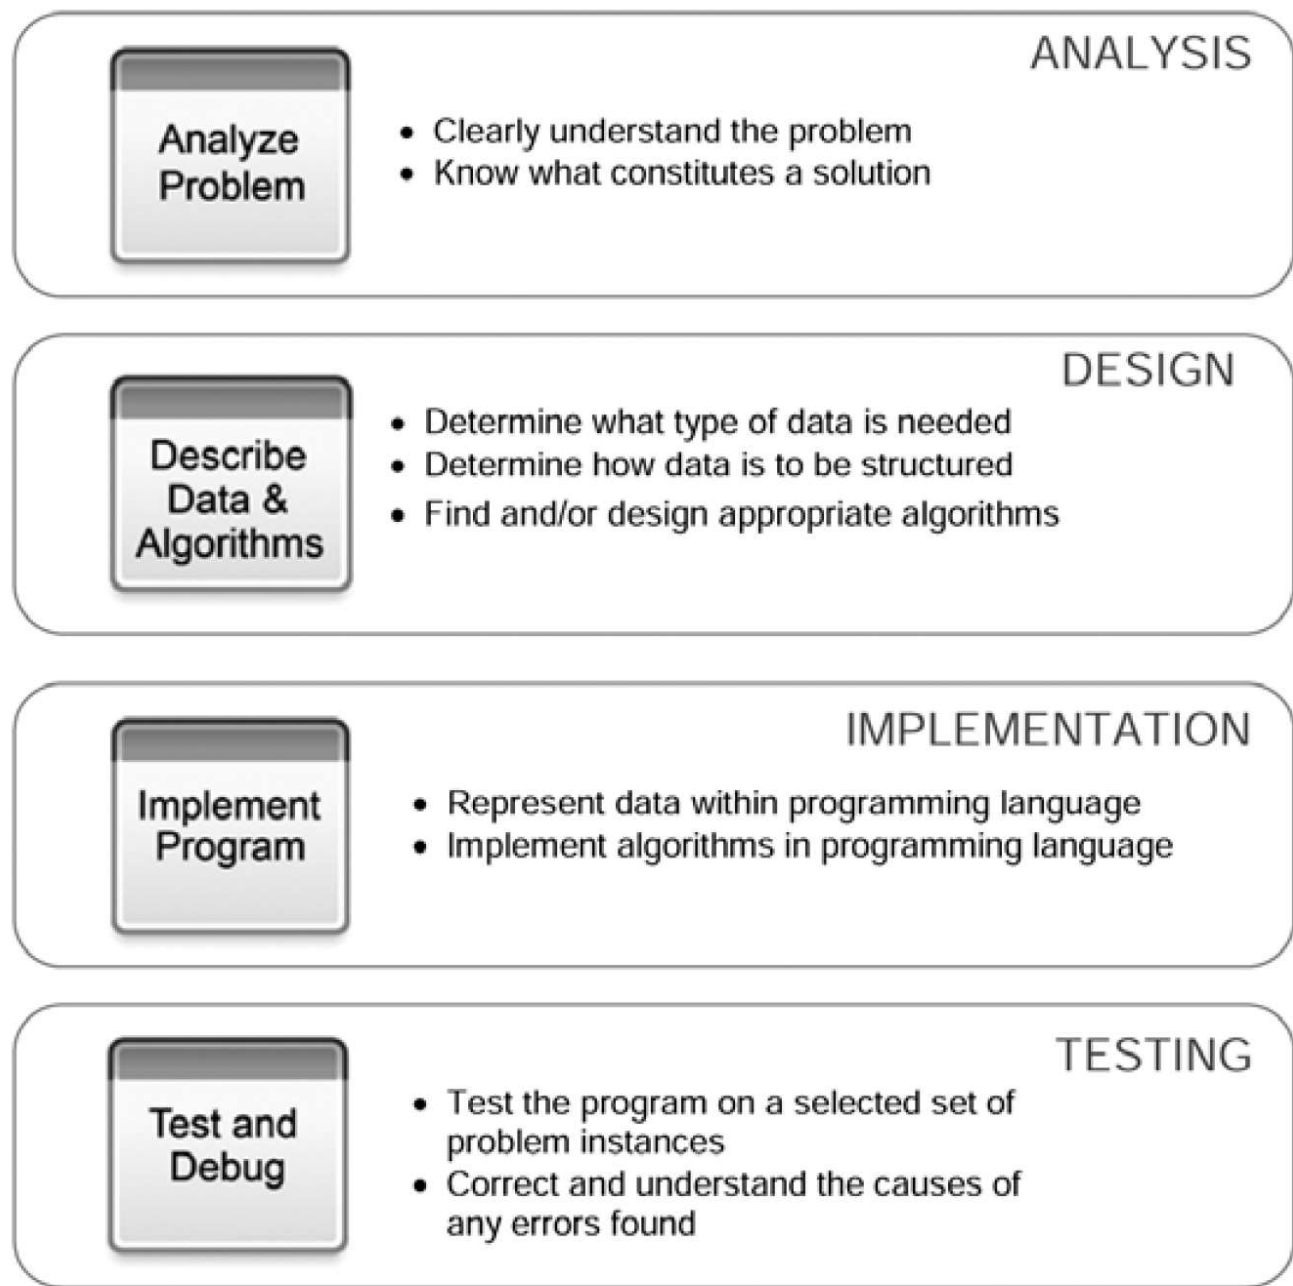 ANALYSIS
Analyze
Problem
• Clearly understand the problem
• Know what constitutes a solution
DESIGN
Describe
Data &
Algorithms
• Determine what type of data is needed
• Determine how data is to be structured
• Find and/or design appropriate algorithms
IMPLEMENTATION
Implement
Program
• Represent data within programming language
• Implement algorithms in programming language
TESTING
Test and
Debug
• Test the program on a selected set of
problem instances
• Correct and understand the causes of
any errors found